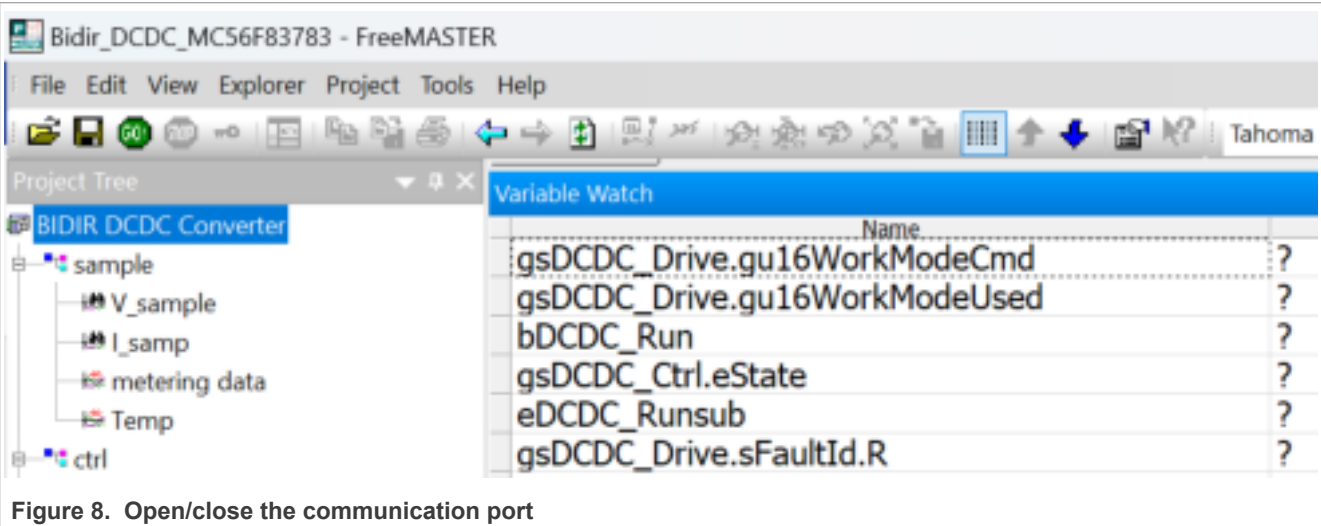 Bidir_DCDC_MC56F83783 - FreeMASTER
File Edit View Explorer Project Tools Help
GO! STOP Tahoma
Project Tree
Variable Watch
BIDIR DCDC Converter
sample
V_sample
I_samp
metering data
Temp
ctrl
Name
gsDCDC_Drive.gu16WorkModeCmd ?
gsDCDC_Drive.gu16WorkModeUsed ?
bDCDC_Run ?
gsDCDC_Ctrl.eState ?
eDCDC_Runsub ?
gsDCDC_Drive.sFaultId.R ?
Figure 8. Open/close the communication port